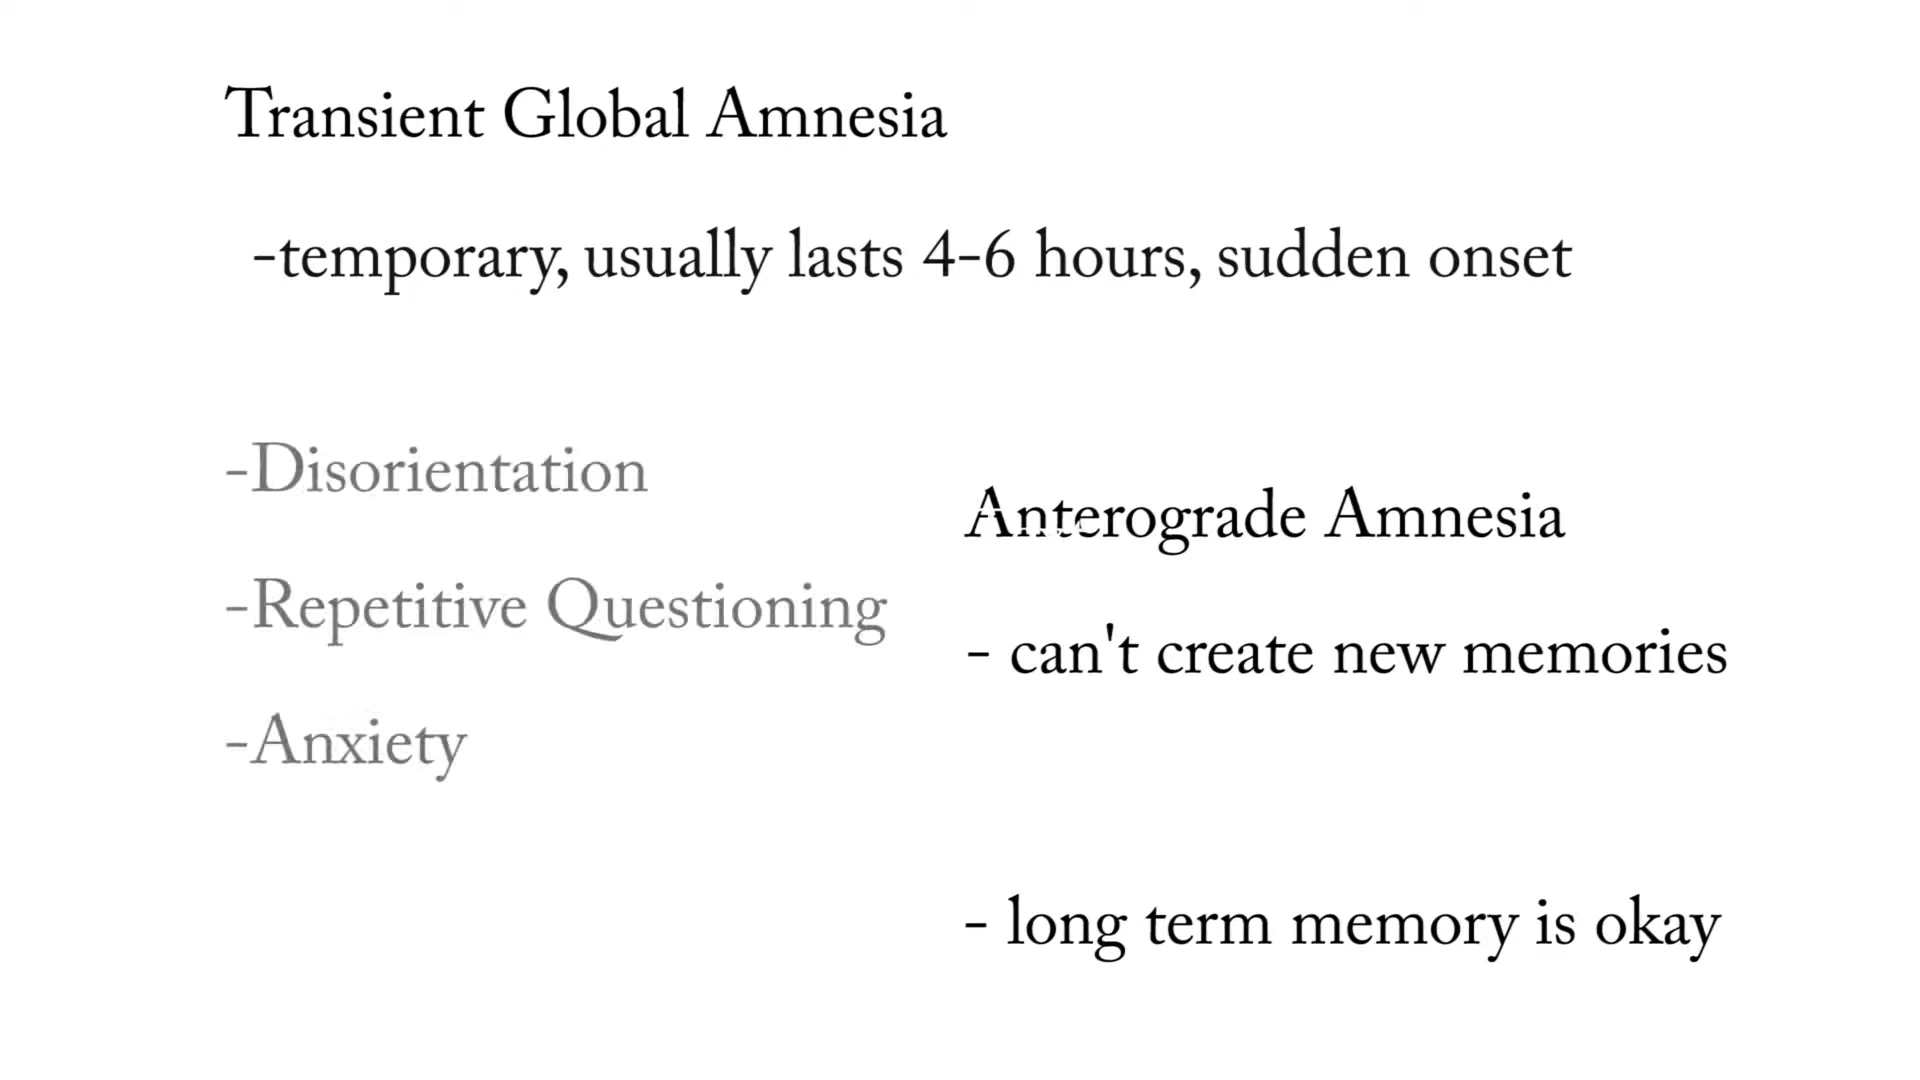 Transient Global Amnesia
-temporary, usually lasts 4-6 hours, sudden onset
-Disorientation
-Repetitive Questioning
-Anxiety
Anterograde Amnesia
- can't create new memories
- long term memory is okay